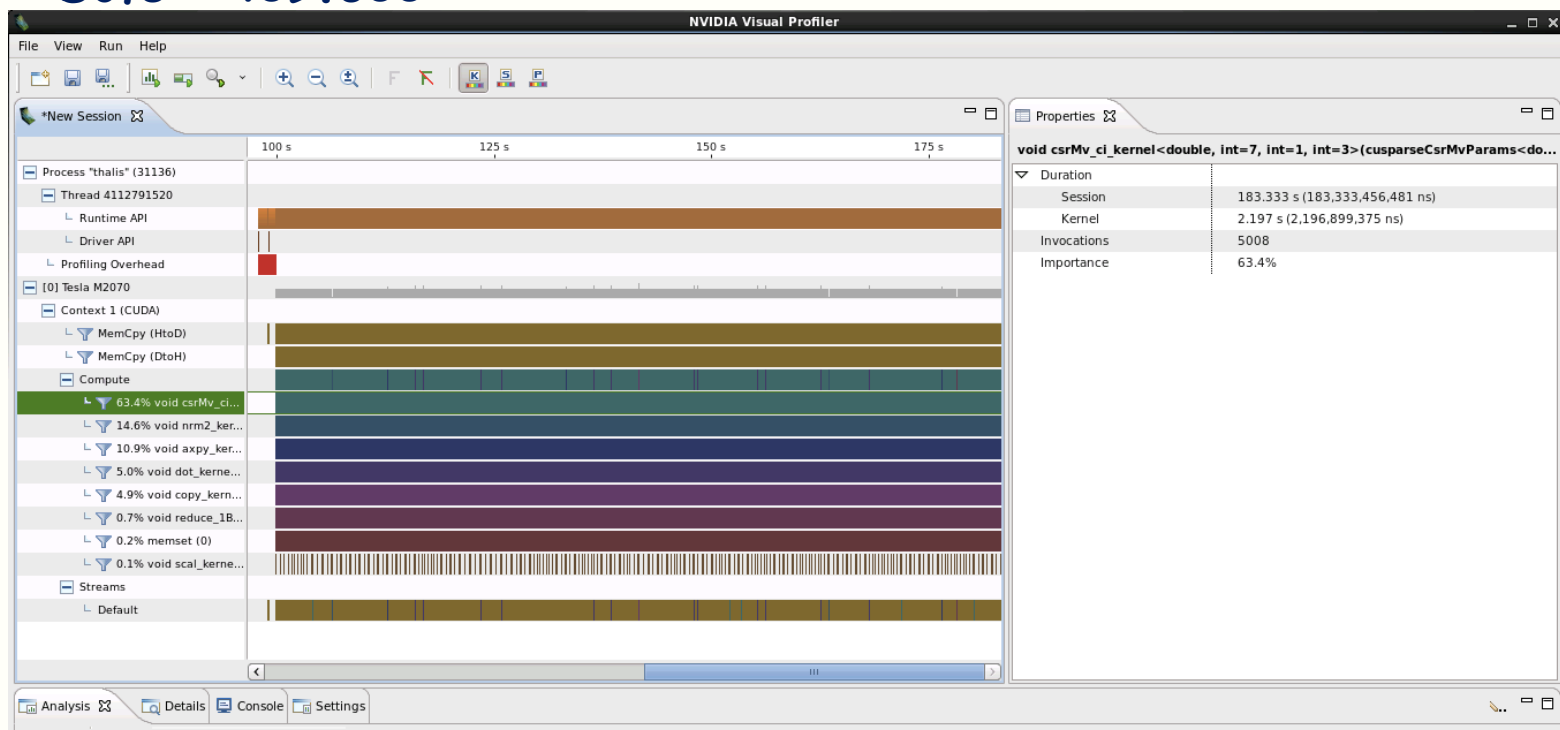 NVIDIA Visual Profiler
File View Run Help
F
K S P
*New Session
100 s 125 s 150 s 175 s
Process "thalis" (31136)
Thread 4112791520
Runtime API
Driver API
Profiling Overhead
[0] Tesla M2070
Context 1 (CUDA)
MemCpy (HtoD)
MemCpy (DtoH)
Compute
63.4% void csrMv_ci...
14.6% void nrm2_ker...
10.9% void axpy_ker...
5.0% void dot_kerne...
4.9% void copy_kern...
0.7% void reduce_1B...
0.2% memset (0)
0.1% void scal_kerne...
Streams
Default
Properties
void csrMv_ci_kernel<double, int=7, int=1, int=3>(cusparseCsrMvParams<do...
Duration
Session 183.333 s (183,333,456,481 ns)
Kernel 2.197 s (2,196,899,375 ns)
Invocations 5008
Importance 63.4%
Analysis Details Console Settings